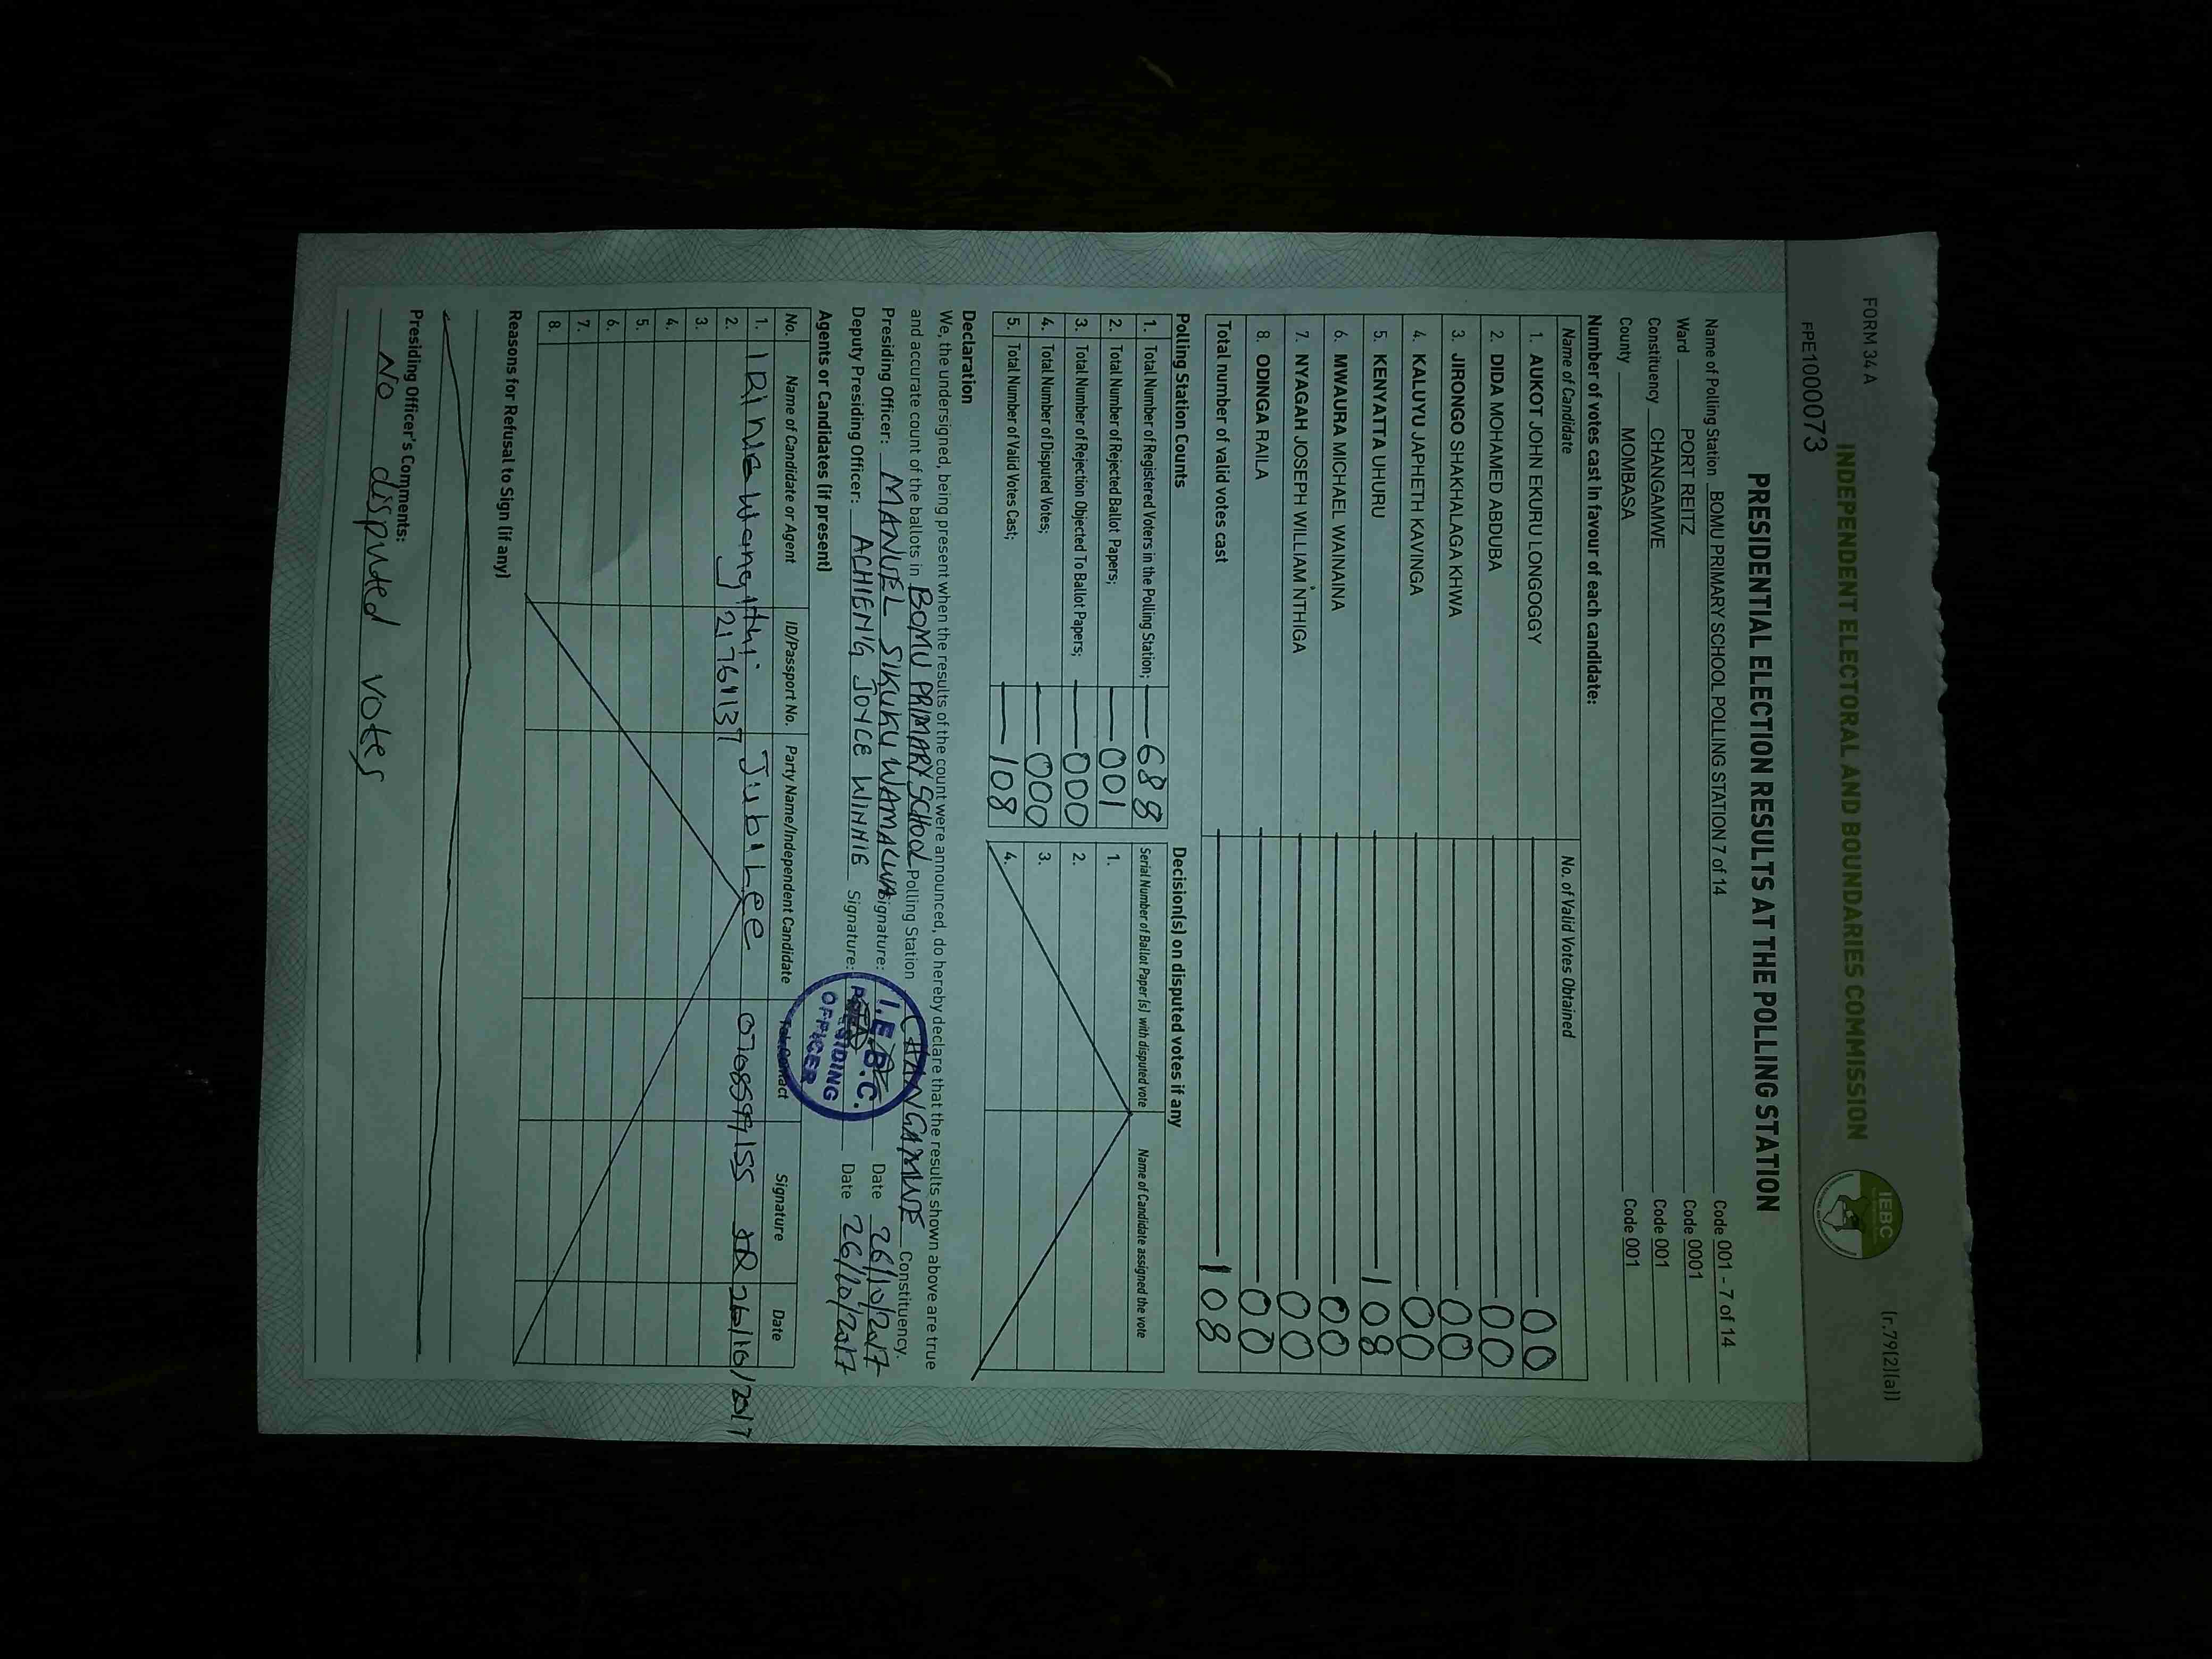 FORM 34 A
(r.79(2)(a))
INDEPENDENT ELECTORAL AND BOUNDARIES COMMISSION
IEBC
FPE1000073
PRESIDENTIAL ELECTION RESULTS AT THE POLLING STATION
Name of Polling Station BOMU PRIMARY SCHOOL POLLING STATION 7 of 14 Code 001 - 7 of 14
Ward PORT REITZ Code 0001
Constituency CHANGAMWE Code 001
County MOMBASA Code 001
Number of votes cast in favour of each candidate:
Name of Candidate No. of Valid Votes Obtained
1. AUKOT JOHN EKURU LONGOGGY 00
2. DIDA MOHAMED ABDUBA 00
3. JIRONGO SHAKHALAGA KHWA 00
4. KALUYU JAPHETH KAVINGA 00
5. KENYATTA UHURU 108
6. MWAURA MICHAEL WAINAINA 00
7. NYAGAH JOSEPH WILLIAM NTHIGA 00
8. ODINGA RAILA 00
Total number of valid votes cast 108
Polling Station Counts
1. Total Number of Registered Voters in the Polling Station; 688
2. Total Number of Rejected Ballot Papers; 001
3. Total Number of Rejection Objected To Ballot Papers; 000
4. Total Number of Disputed Votes; 000
5. Total Number of Valid Votes Cast; 108
Decision(s) on disputed votes if any
Serial Number of Ballot Paper (s) with disputed vote Name of Candidate assigned the vote
1.
2.
3.
4.
Declaration
We, the undersigned, being present when the results of the count were announced, do hereby declare that the results shown above are true
and accurate count of the ballots in BOMU PRIMARY SCHOOL Polling Station CHANGAMWE Constituency.
Presiding Officer: MANUEL SIKUKU WAMALWA Signature: Date 26/10/2017
Deputy Presiding Officer: ACHIENG JOYCE WINNIE Signature: Date 26/10/2017
I.E.B.C.
PRESIDING
OFFICER
Agents or Candidates (if present)
No. Name of Candidate or Agent ID/Passport No. Party Name/Independent Candidate Tel. Contact Signature Date
1. IRINE Wangithi 21761137 JubiLee 0708599155 26/10/2017
2.
3.
4.
5.
6.
7.
8.
Reasons for Refusal to Sign (if any)
Presiding Officer's Comments:
No disputed votes